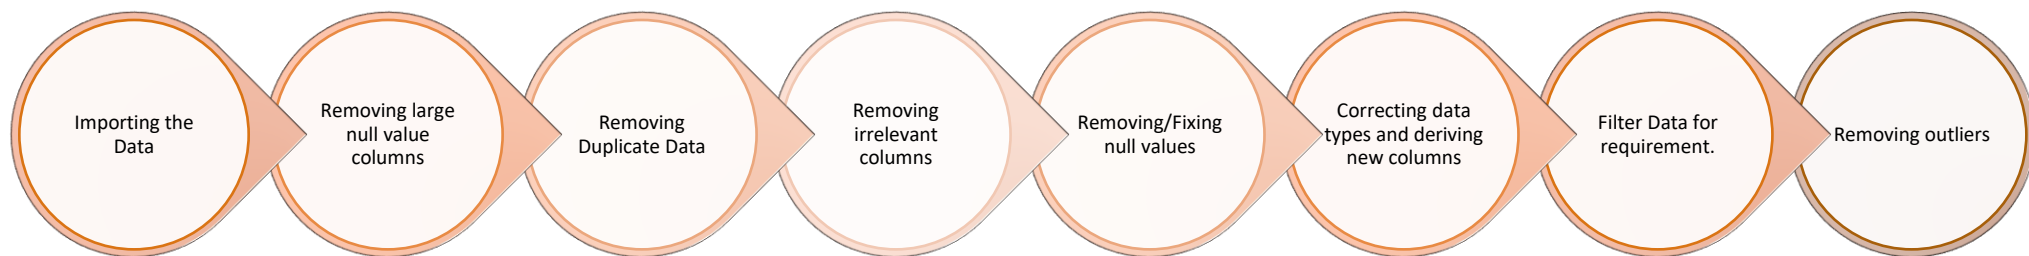 Importing the
Data
Removing large
null value
columns
Removing
Duplicate Data
Removing
irrelevant
columns
Removing/Fixing
null values
Correcting data
types and deriving
new columns
Filter Data for
requirement.
Removing outliers